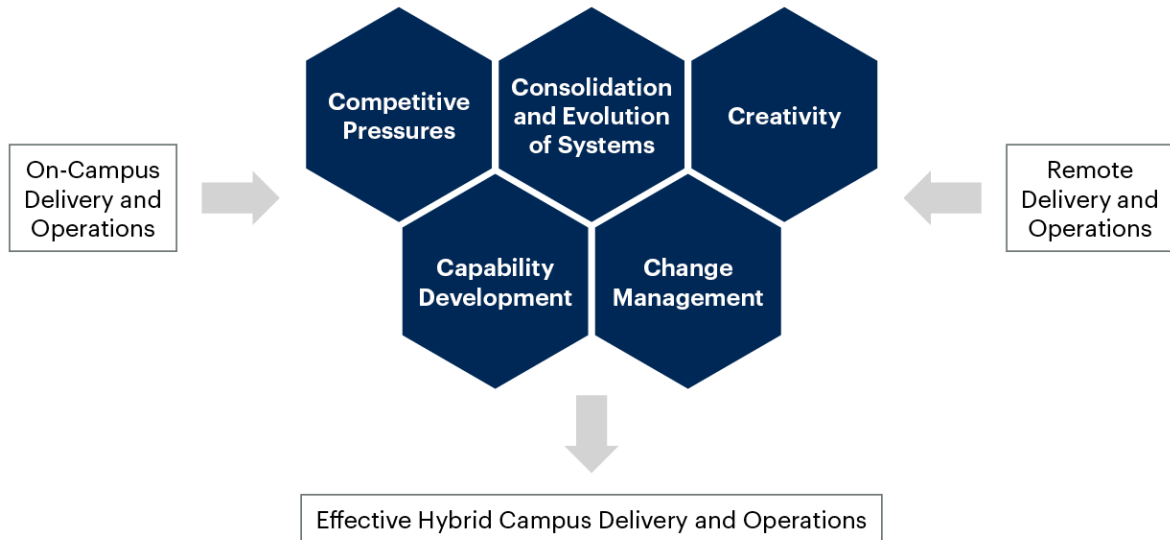 Competitive
Pressures
Consolidation
and Evolution
of Systems
Creativity
On-Campus
Delivery and
Operations
Remote
Delivery and
Operations
Capability
Development
Change
Management
Effective Hybrid Campus Delivery and Operations